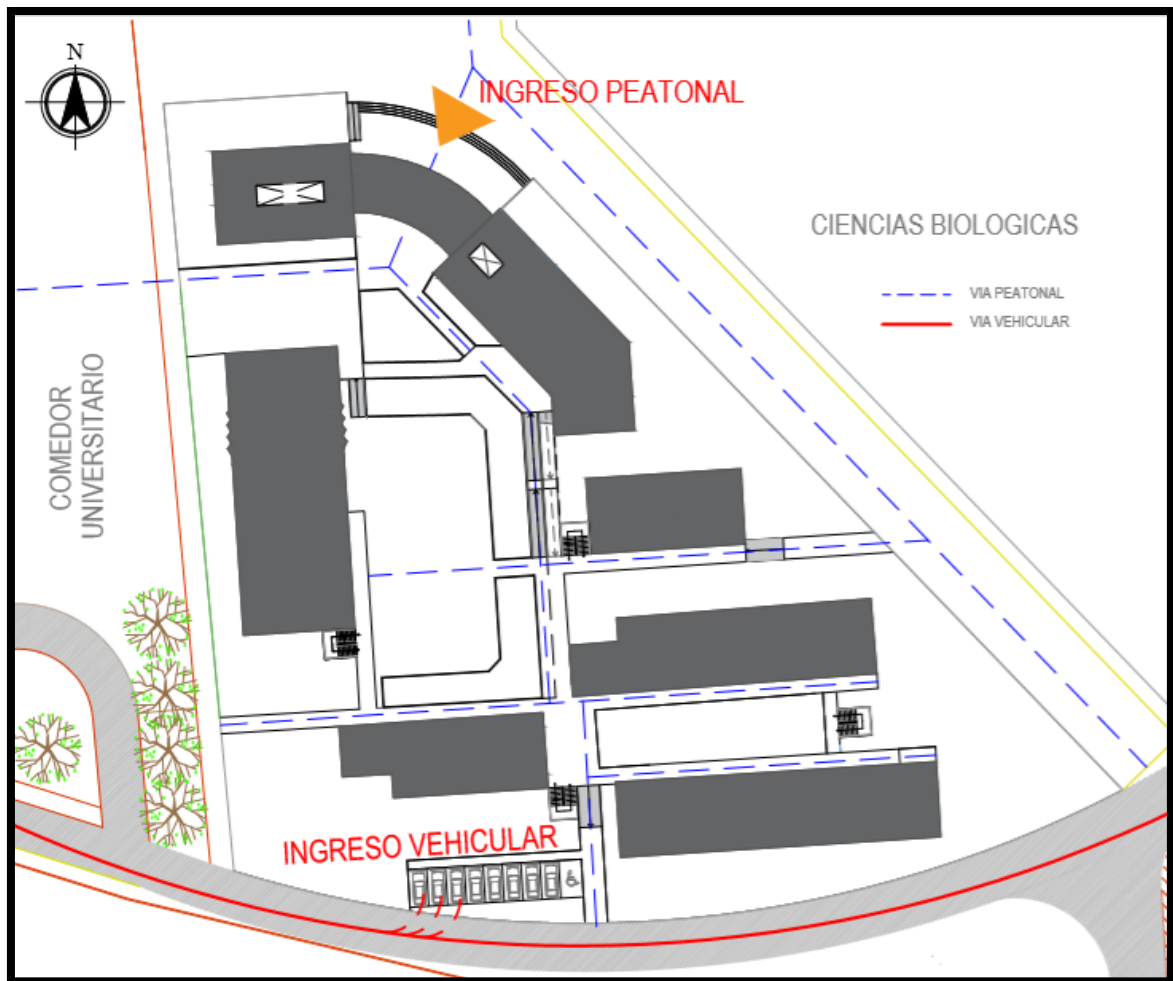 N
INGRESO PEATONAL
CIENCIAS BIOLOGICAS
VIA PEATONAL
VIA VEHICULAR
COMEDOR
UNIVERSITARIO
INGRESO VEHICULAR